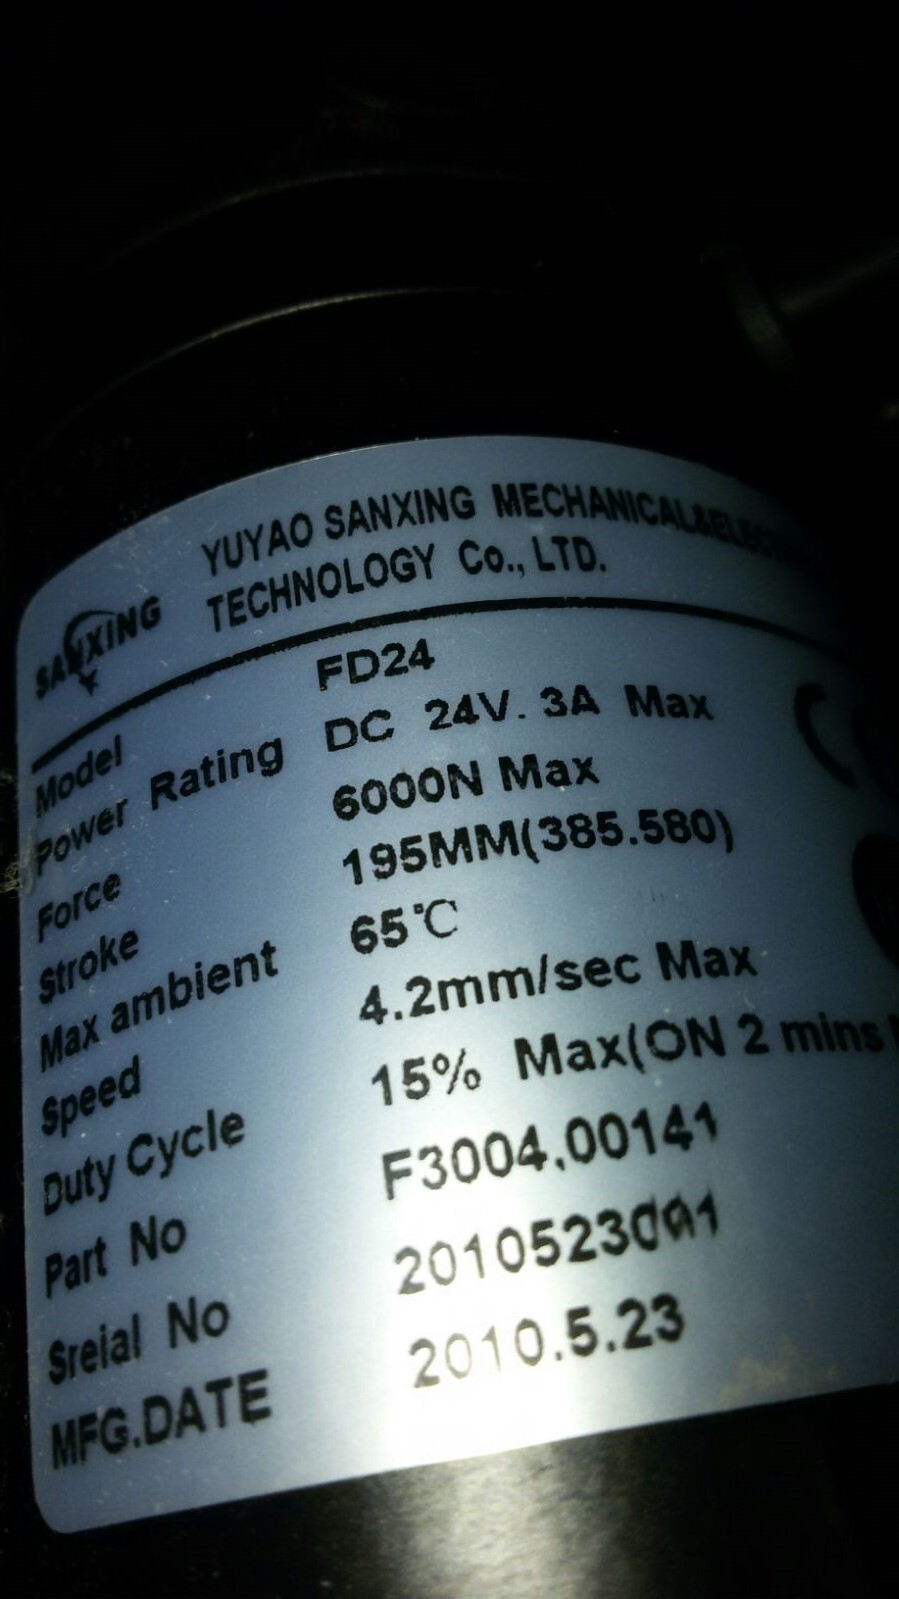 SANXING
YUYAO SANXING MECHANICAL&ELECTRIC
TECHNOLOGY Co., LTD.
Model FD24
Power Rating DC 24V. 3A Max
Force 6000N Max
Stroke 195MM(385.580)
Max ambient 65℃
Speed 4.2mm/sec Max
Duty Cycle 15% Max(ON 2 mins
Part No F3004.00141
Sreial No 2010523001
MFG.DATE 2010.5.23